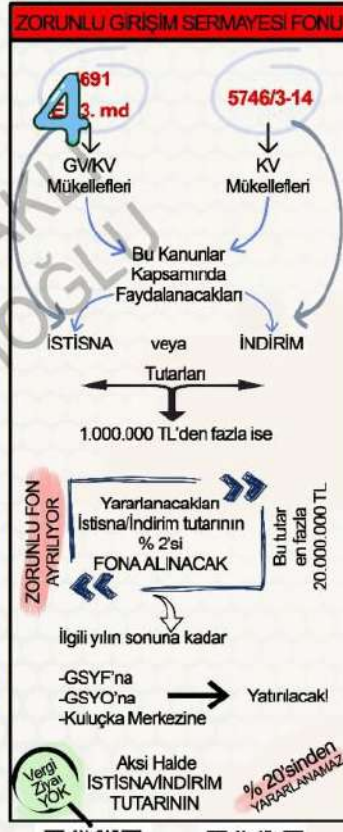 ZORUNLU GİRİŞİM SERMAYESİ FONU
4
691
3. md
5746/3-14
GV/KV
Mükellefleri
KV
Mükellefleri
Bu Kanunlar
Kapsamında
Faydalanacakları
İSTİSNA veya İNDİRİM
Tutarları
1.000.000 TL'den fazla ise
ZORUNLU FON
AYRILIYOR
Yararlanacakları
İstisna/İndirim tutarının
% 2'si
FONA ALINACAK
Bu tutar
en fazla
20.000.000 TL
İlgili yılın sonuna kadar
-GSYF'na
-GSYO'na
-Kuluçka Merkezine
Yatırılacak!
Vergi
Ziyaı
YOK
Aksi Halde
İSTİSNA/İNDİRİM
TUTARININ
% 20'sinden
YARARLANAMAZ